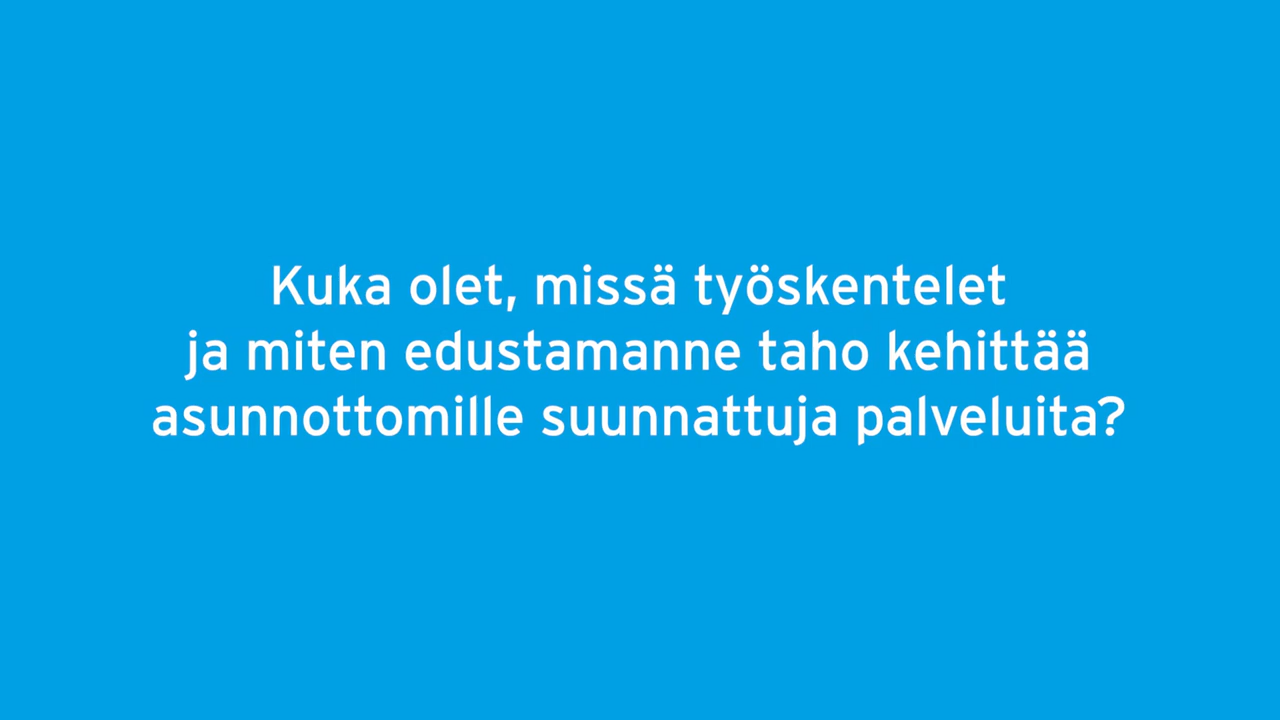 Kuka olet, missä työskentelet
ja miten edustamanne taho kehittää
asunnottomille suunnattuja palveluita?